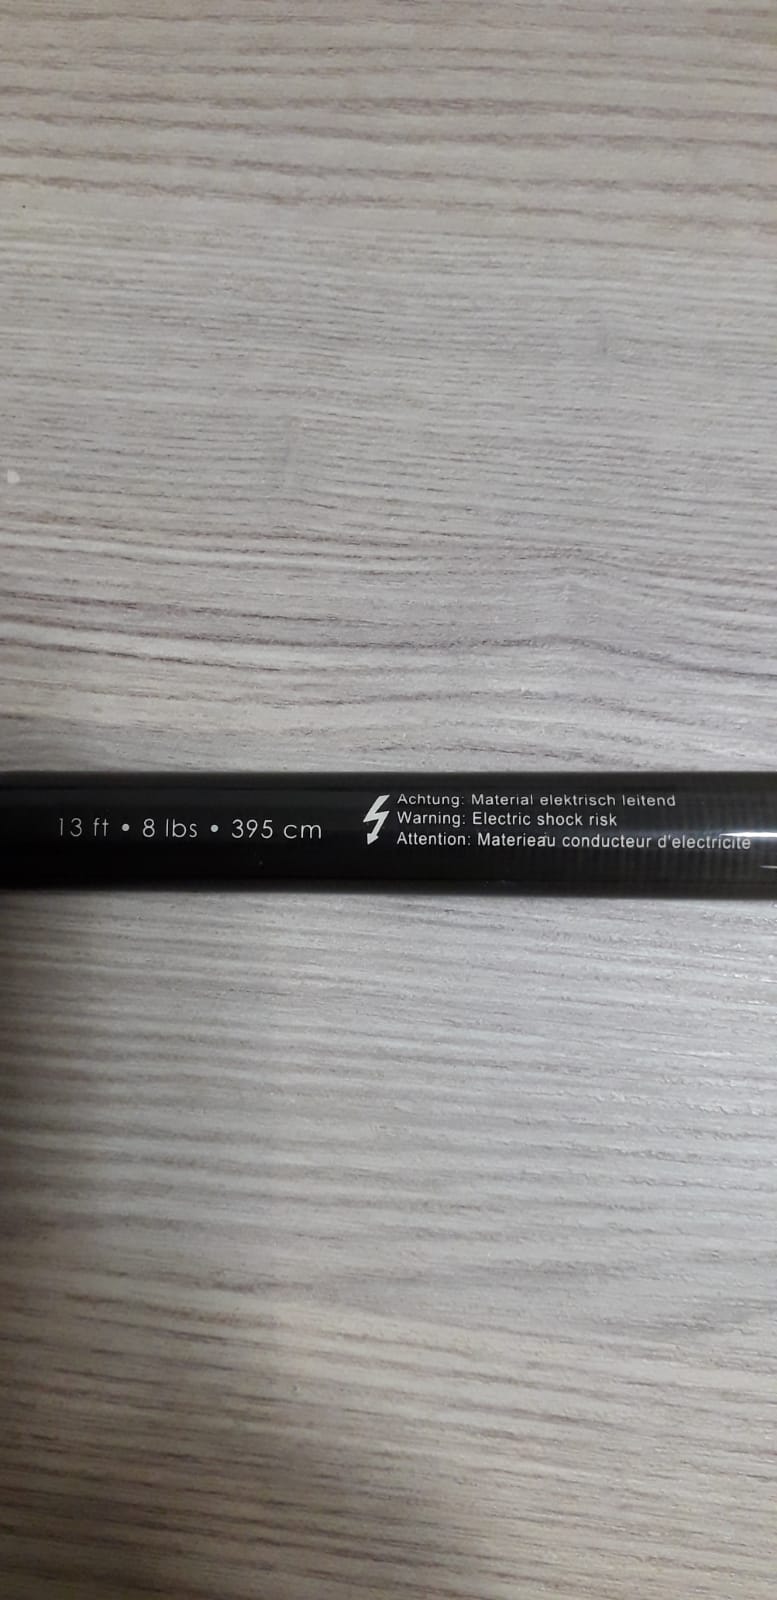 13 ft • 8 lbs • 395 cm
Achtung: Material elektrisch leitend
Warning: Electric shock risk
Attention: Materieau conducteur d'electricite